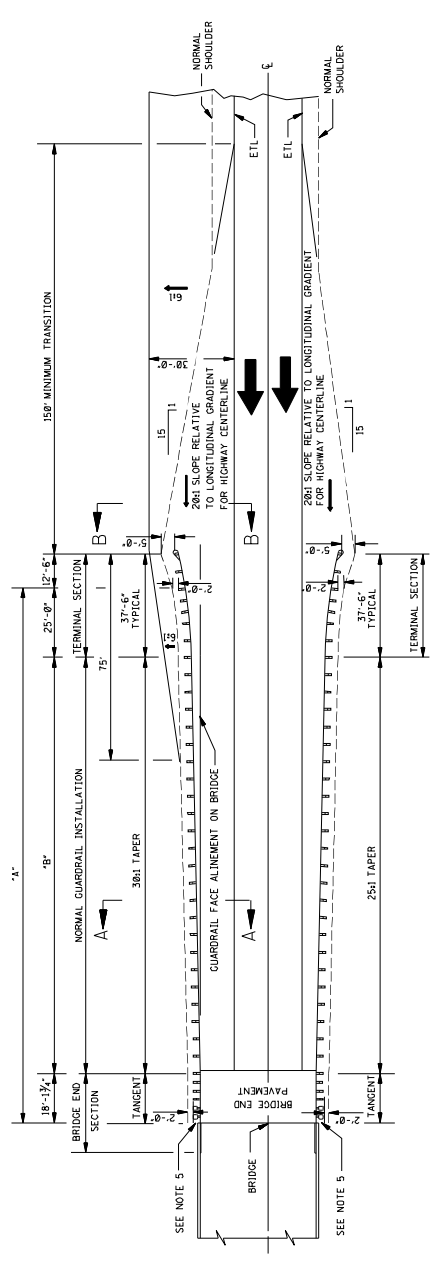 "A"
18'-1¾"
"B"
25'-0"
12'-6"
150' MINIMUM TRANSITION
BRIDGE END
SECTION
NORMAL GUARDRAIL INSTALLATION
TERMINAL SECTION
75'
A
B
TANGENT
30:1 TAPER
37'-6"
TYPICAL
2'-0"
6:1
2'-0"
5'-0"
6:1
30'-0"
15
1
NORMAL
SHOULDER
SEE NOTE 5
GUARDRAIL FACE ALINEMENT ON BRIDGE
20:1 SLOPE RELATIVE
TO LONGITUDINAL GRADIENT
FOR HIGHWAY CENTERLINE
A
B
ETL
BRIDGE
BRIDGE END
PAVEMENT
℄
ETL
20:1 SLOPE RELATIVE TO LONGITUDINAL GRADIENT
FOR HIGHWAY CENTERLINE
NORMAL
SHOULDER
15
1
SEE NOTE 5
2'-0"
2'-0"
5'-0"
TANGENT
25:1 TAPER
37'-6"
TYPICAL
TERMINAL SECTION